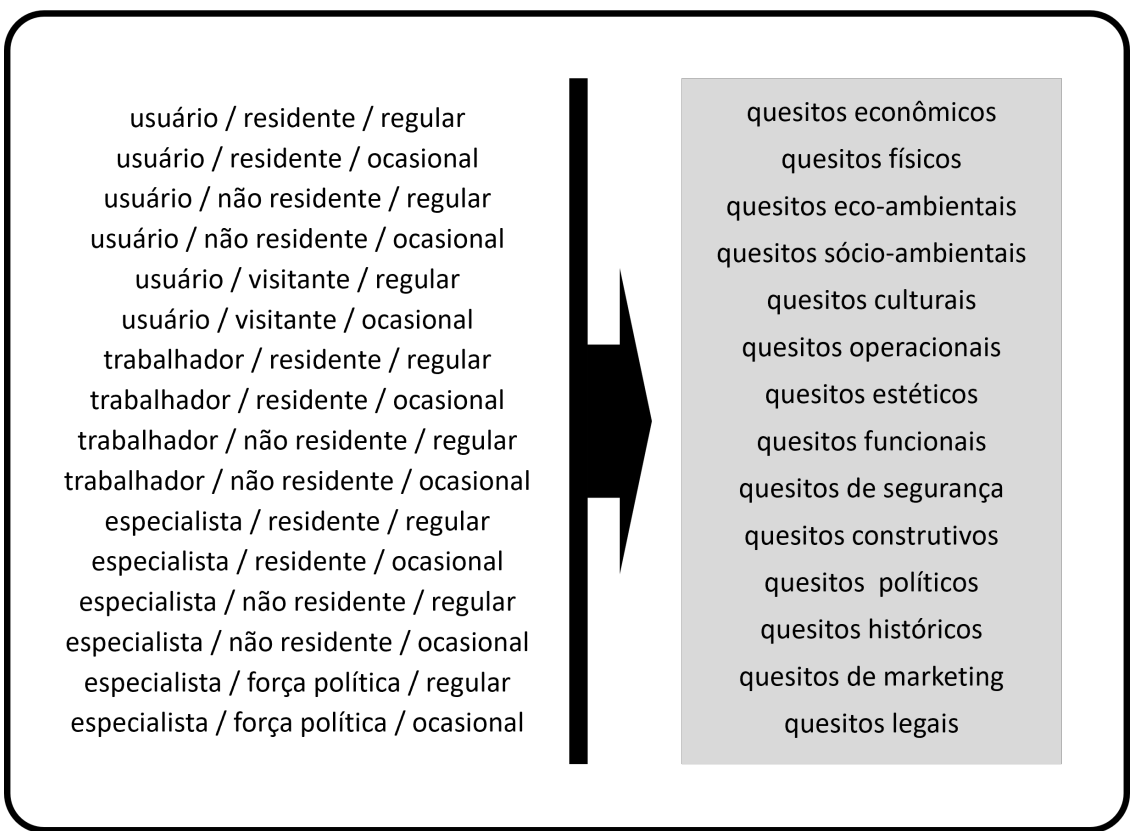 usuário / residente / regular
usuário / residente / ocasional
usuário / não residente / regular
usuário / não residente / ocasional
usuário / visitante / regular
usuário / visitante / ocasional
trabalhador / residente / regular
trabalhador / residente / ocasional
trabalhador / não residente / regular
trabalhador / não residente / ocasional
especialista / residente / regular
especialista / residente / ocasional
especialista / não residente / regular
especialista / não residente / ocasional
especialista / força política / regular
especialista / força política / ocasional
quesitos econômicos
quesitos físicos
quesitos eco-ambientais
quesitos sócio-ambientais
quesitos culturais
quesitos operacionais
quesitos estéticos
quesitos funcionais
quesitos de segurança
quesitos construtivos
quesitos  políticos
quesitos históricos
quesitos de marketing
quesitos legais